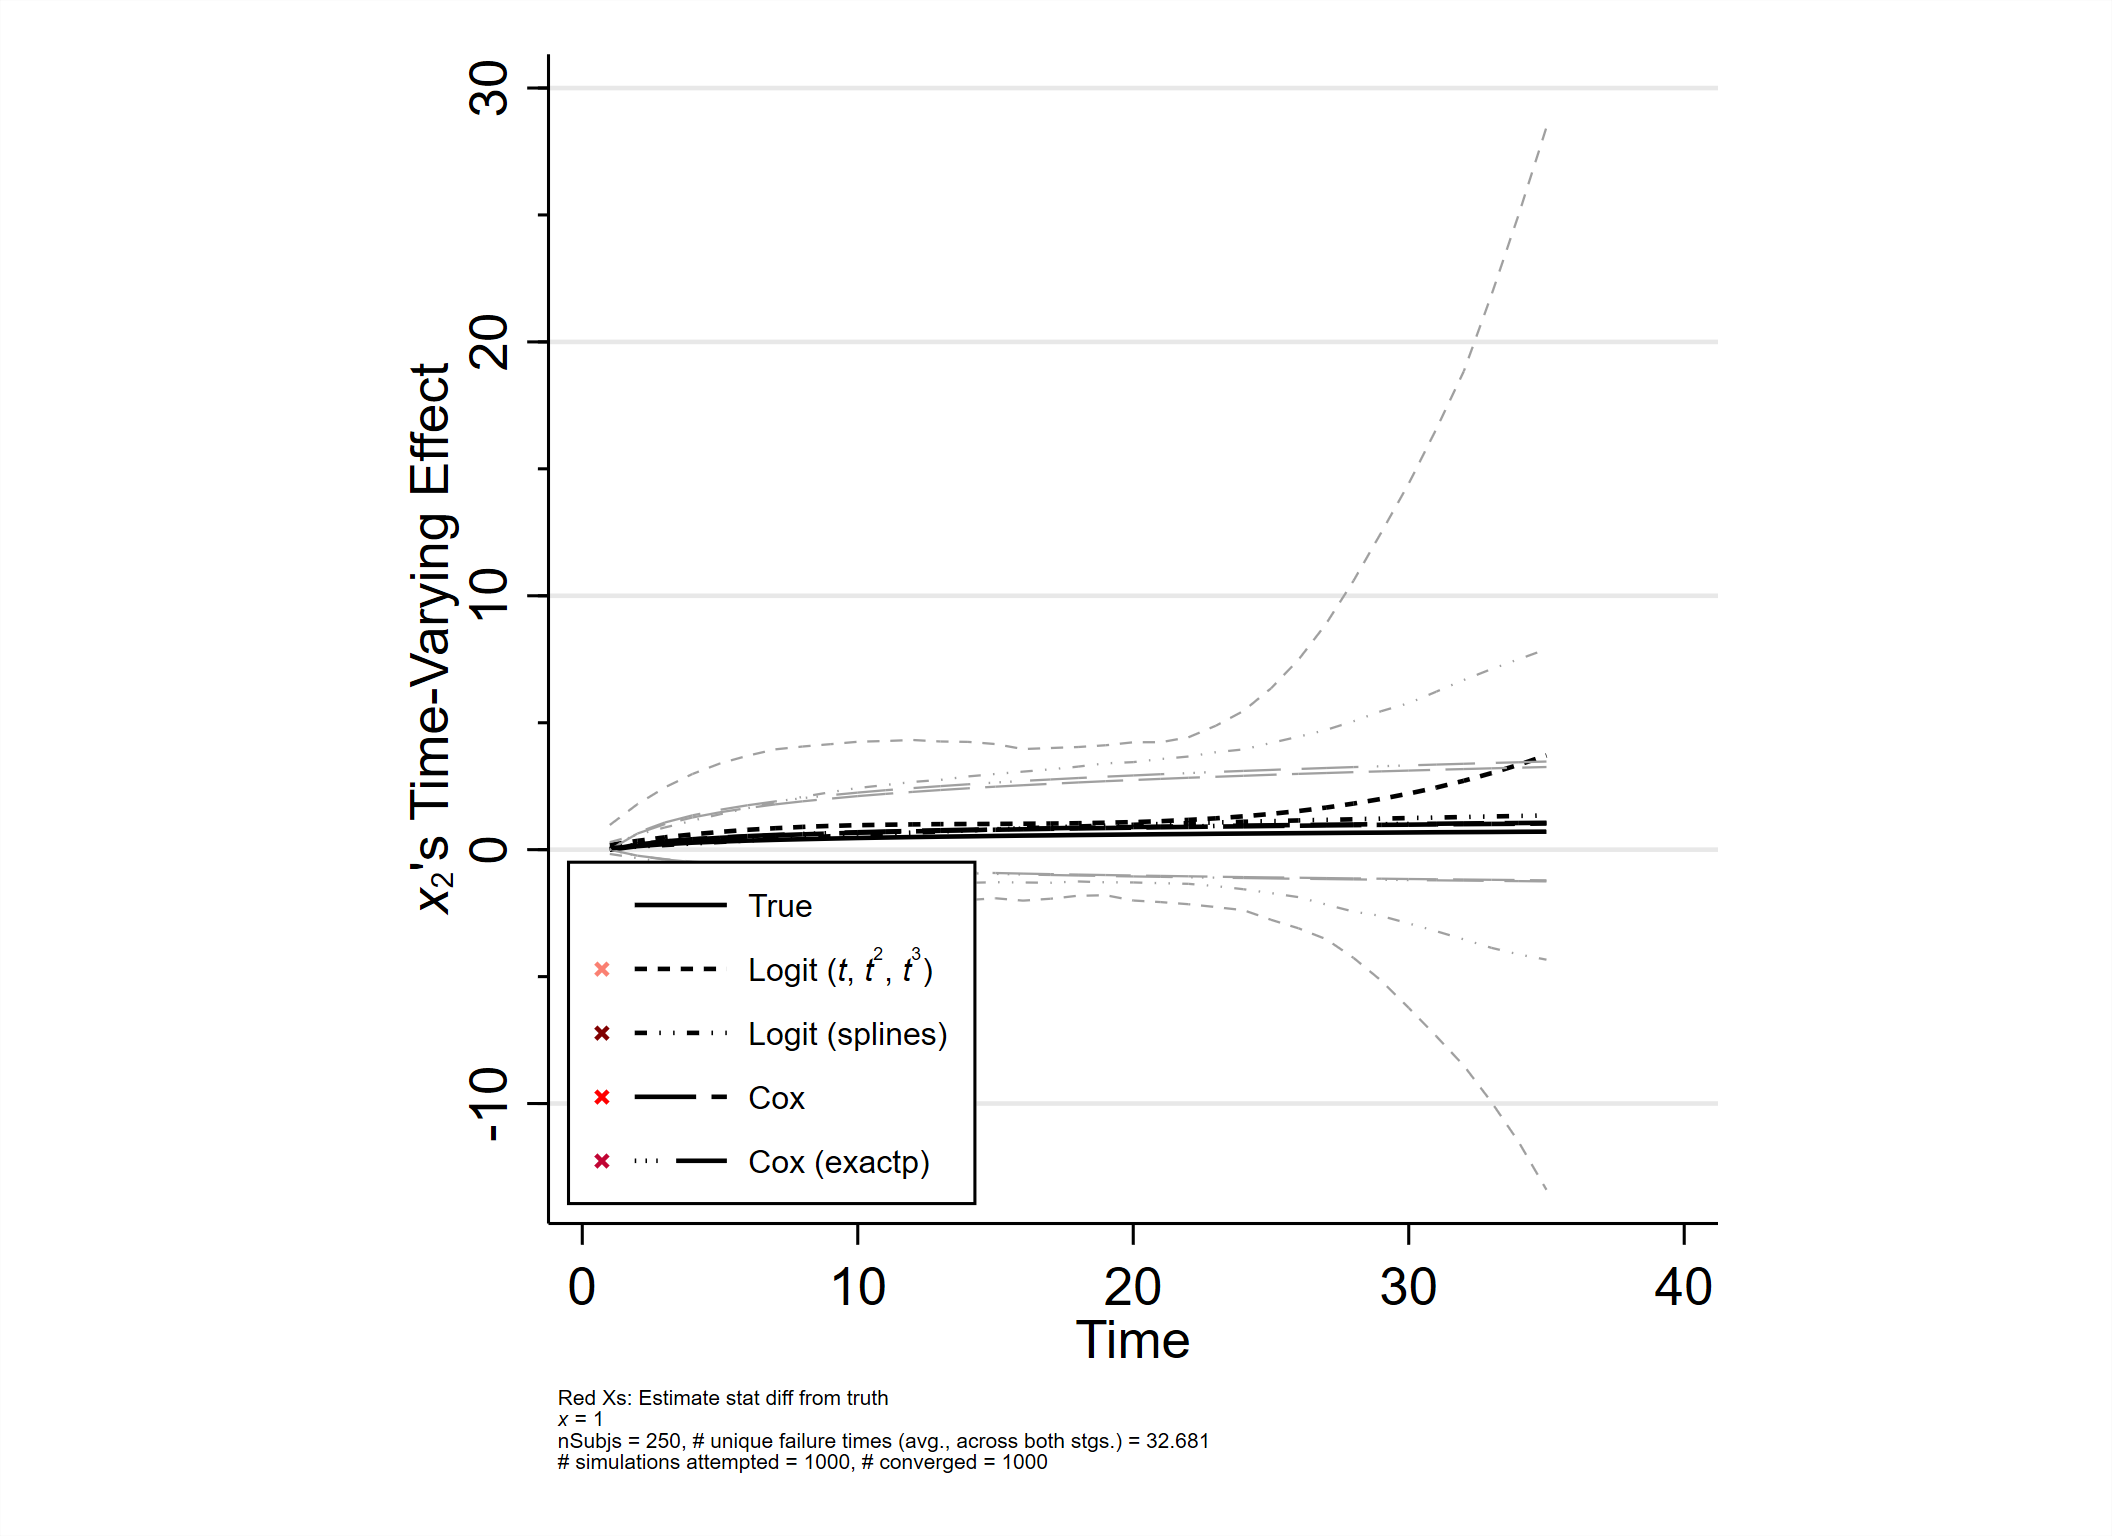 30
20
10
0
-10
x₂'s Time-Varying Effect
True
Logit (t, t², t³)
Logit (splines)
Cox
Cox (exactp)
0 10 20 30 40
Time
Red Xs: Estimate stat diff from truth
x = 1
nSubjs = 250, # unique failure times (avg., across both stgs.) = 32.681
# simulations attempted = 1000, # converged = 1000